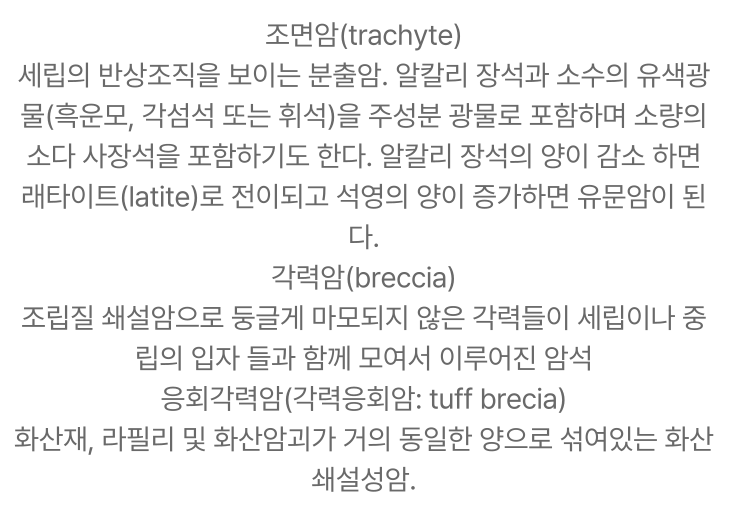 조면암(trachyte)
세립의 반상조직을 보이는 분출암. 알칼리 장석과 소수의 유색광
물(흑운모, 각섬석 또는 휘석)을 주성분 광물로 포함하며 소량의
소다 사장석을 포함하기도 한다. 알칼리 장석의 양이 감소 하면
래타이트(latite)로 전이되고 석영의 양이 증가하면 유문암이 된
다.
각력암(breccia)
조립질 쇄설암으로 둥글게 마모되지 않은 각력들이 세립이나 중
립의 입자 들과 함께 모여서 이루어진 암석
응회각력암(각력응회암: tuff brecia)
화산재, 라필리 및 화산암괴가 거의 동일한 양으로 섞여있는 화산
쇄설성암.